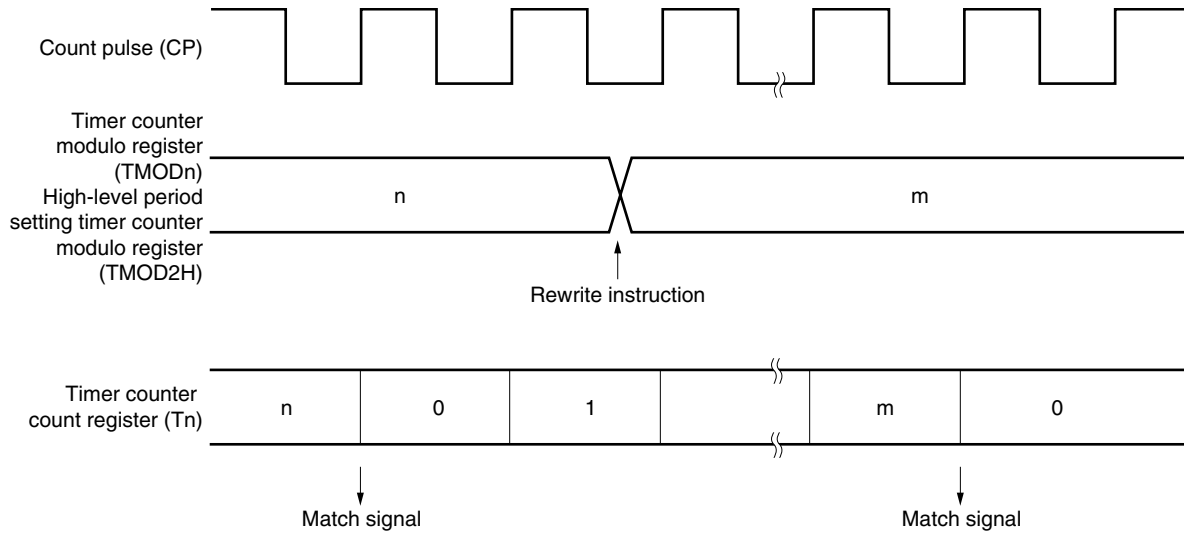 Count pulse (CP)
Timer counter
modulo register
(TMODn)
High-level period
setting timer counter
modulo register
(TMOD2H)
n
m
Rewrite instruction
Timer counter
count register (Tn)
n 0 1 m 0
Match signal Match signal